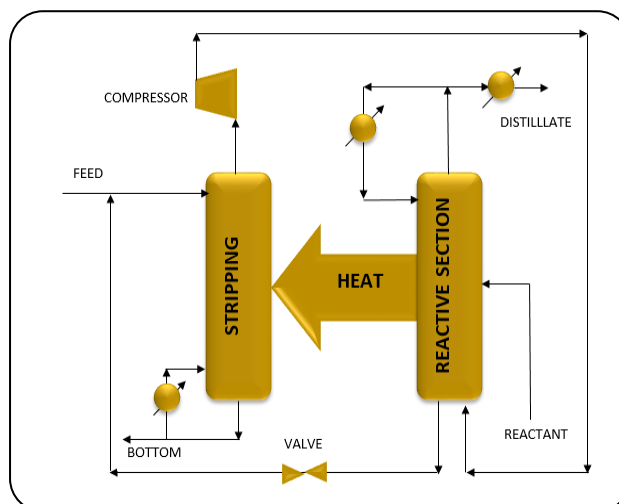 COMPRESSOR
DISTILLLATE
FEED
STRIPPING
HEAT
REACTIVE SECTION
REACTANT
VALVE
BOTTOM